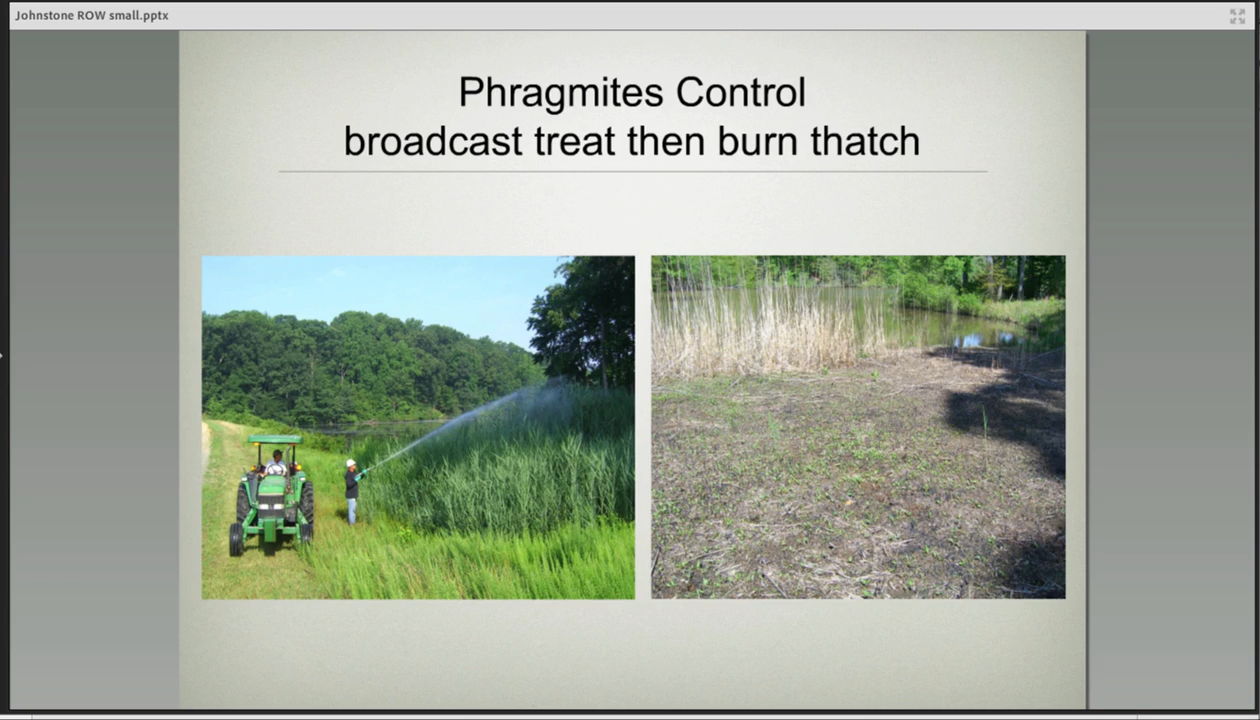 Johnstone ROW small.pptx
Phragmites Control
broadcast treat then burn thatch